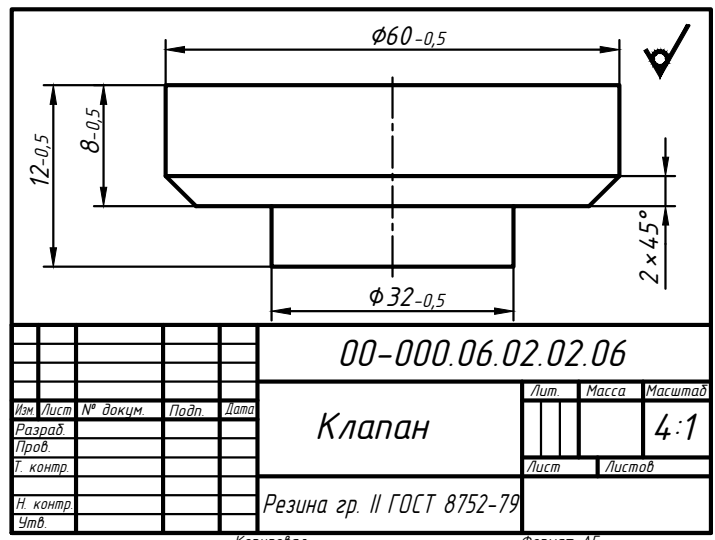 Ф60-0,5
12-0,5
8-0,5
2×45°
Ф32-0,5
00-000.06.02.02.06
Изм. Лист № докум. Подп. Дата
Разраб.
Пров.
Т. контр.
Н. контр.
Утв.
Клапан
Лит. Масса Масштаб
4:1
Лист Листов
Резина гр. II ГОСТ 8752-79